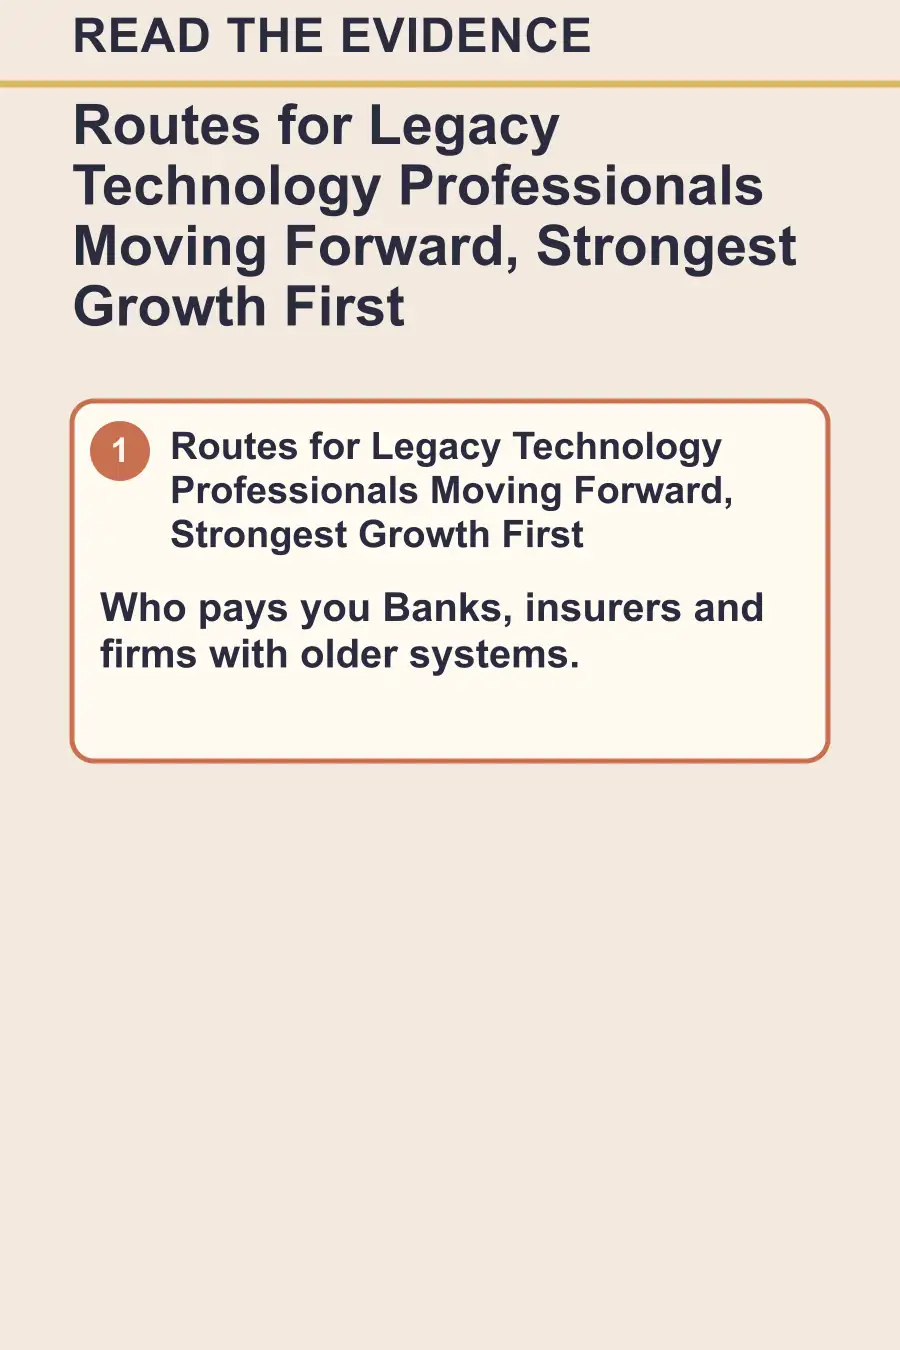 READ THE EVIDENCE
Routes for Legacy
Technology Professionals
Moving Forward, Strongest
Growth First
1
Routes for Legacy Technology
Professionals Moving Forward,
Strongest Growth First
Who pays you Banks, insurers and
firms with older systems.